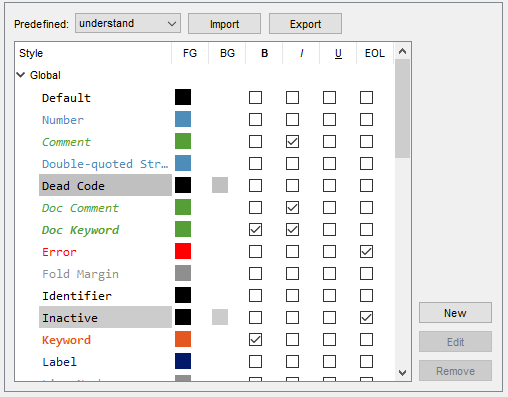 Predefined: understand Import Export
Style FG BG B I U EOL
Global
Default
Number
Comment
Double-quoted Str...
Dead Code
Doc Comment
Doc Keyword
Error
Fold Margin
Identifier
Inactive
New
Keyword
Edit
Label
Remove